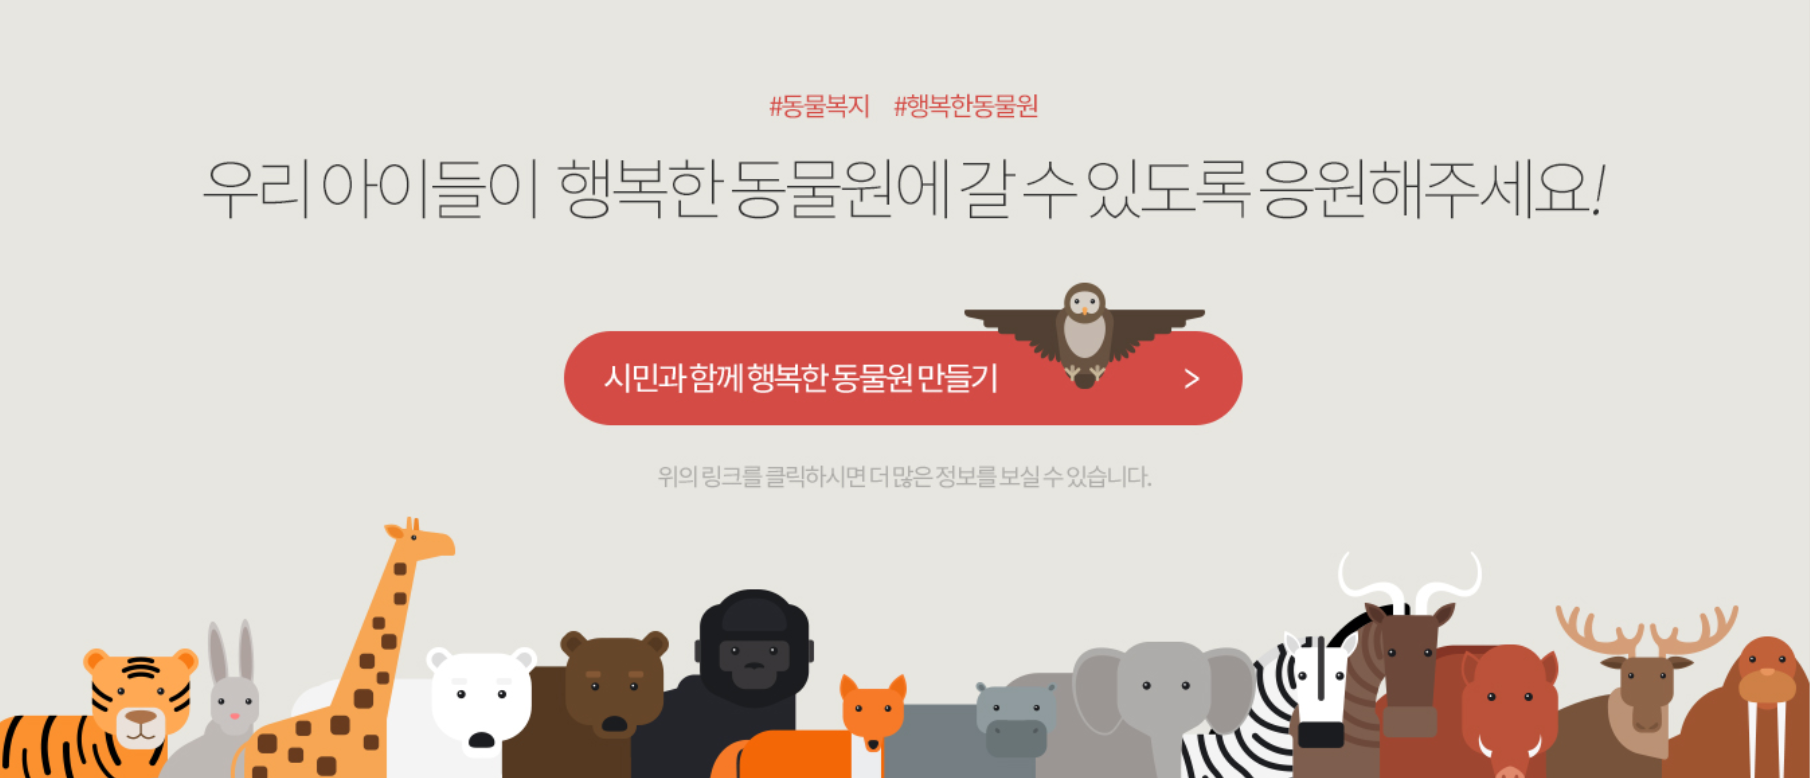 #동물복지 #행복한동물원
우리 아이들이 행복한 동물원에 갈 수 있도록 응원해주세요!
시민과 함께 행복한 동물원 만들기 >
위의 링크를 클릭하시면 더 많은 정보를 보실 수 있습니다.